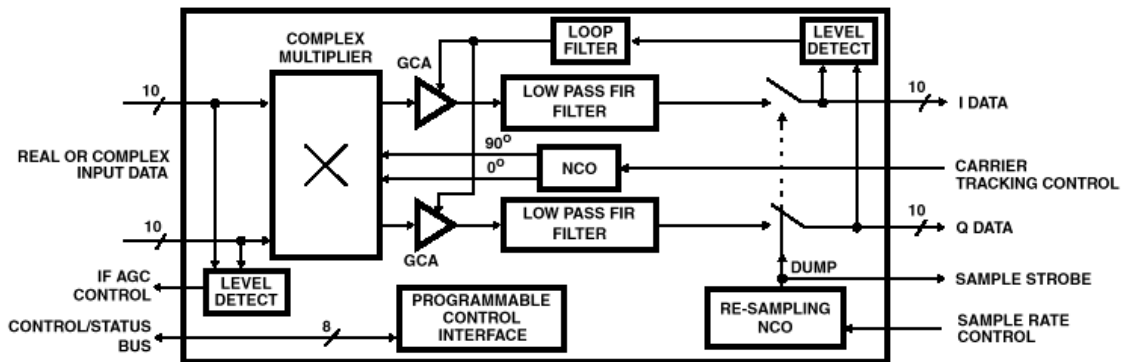 COMPLEX
MULTIPLIER
LOOP
FILTER
LEVEL
DETECT
GCA
10
LOW PASS FIR
FILTER
10
I DATA
REAL OR COMPLEX
INPUT DATA
90°
0°
NCO
CARRIER
TRACKING CONTROL
10
GCA
LOW PASS FIR
FILTER
10
Q DATA
IF AGC
CONTROL
LEVEL
DETECT
DUMP
SAMPLE STROBE
CONTROL/STATUS
BUS
8
PROGRAMMABLE
CONTROL
INTERFACE
RE-SAMPLING
NCO
SAMPLE RATE
CONTROL